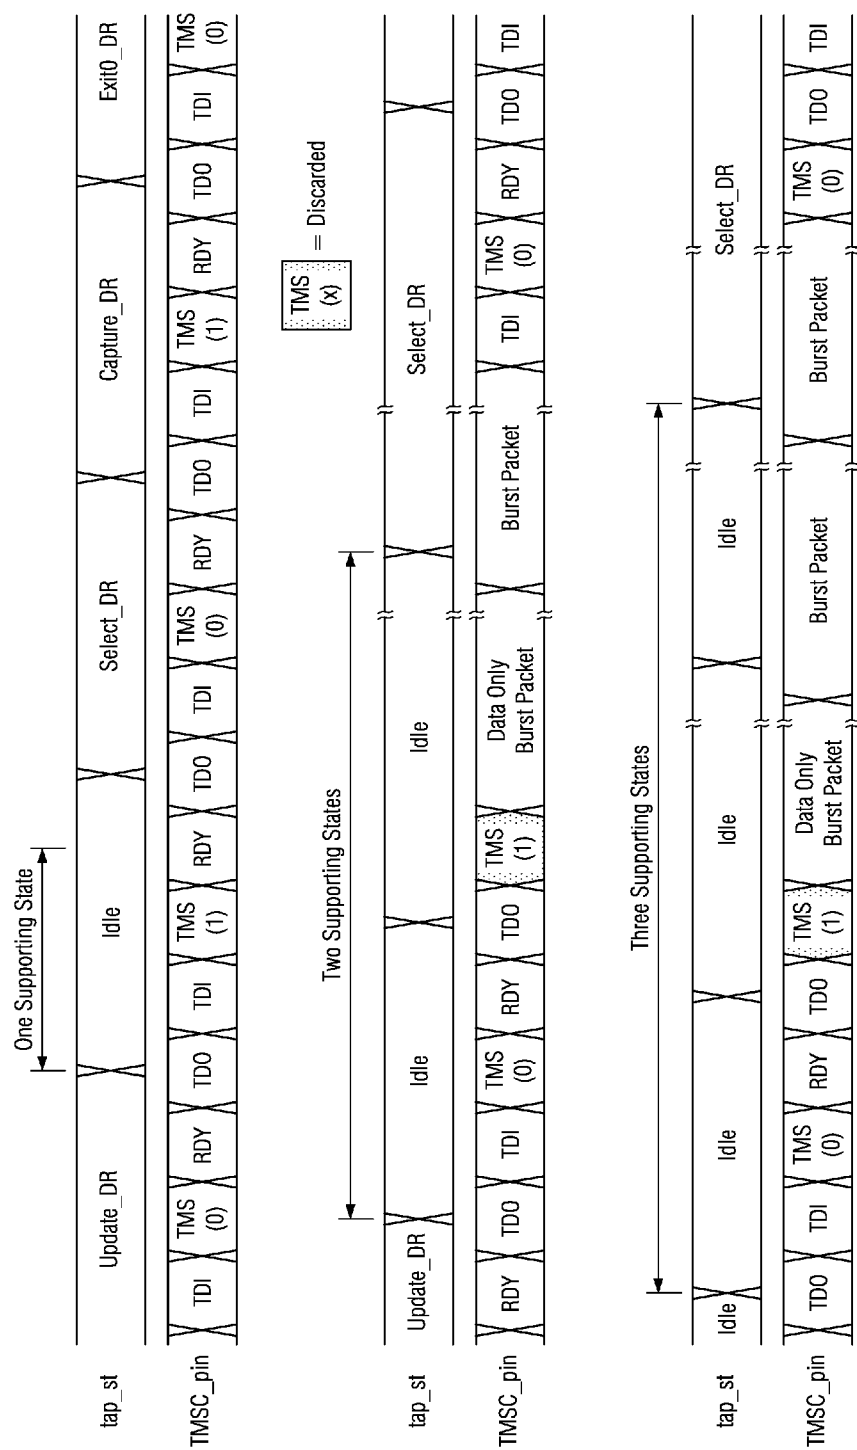 One Supporting State
tap_st Update_DR Idle Select_DR Capture_DR Exit0_DR
TMSC_pin TDI TMS (0) RDY TDO TDI TMS (1) RDY TDO TDI TMS (0) RDY TDO TDI TMS (1) RDY TDO TDI TMS (0)
TMS (x) = Discarded
Two Supporting States
tap_st Update_DR Idle Idle Select_DR
TMSC_pin RDY TDO TDI TMS (0) RDY TDO TMS (1) Data Only Burst Packet Burst Packet TDI TMS (0) RDY TDO TDI
Three Supporting States
tap_st Idle Idle Idle Idle Select_DR
TMSC_pin TDO TDI TMS (0) RDY TDO TMS (1) Data Only Burst Packet Burst Packet Burst Packet TMS (0) TDO TDI